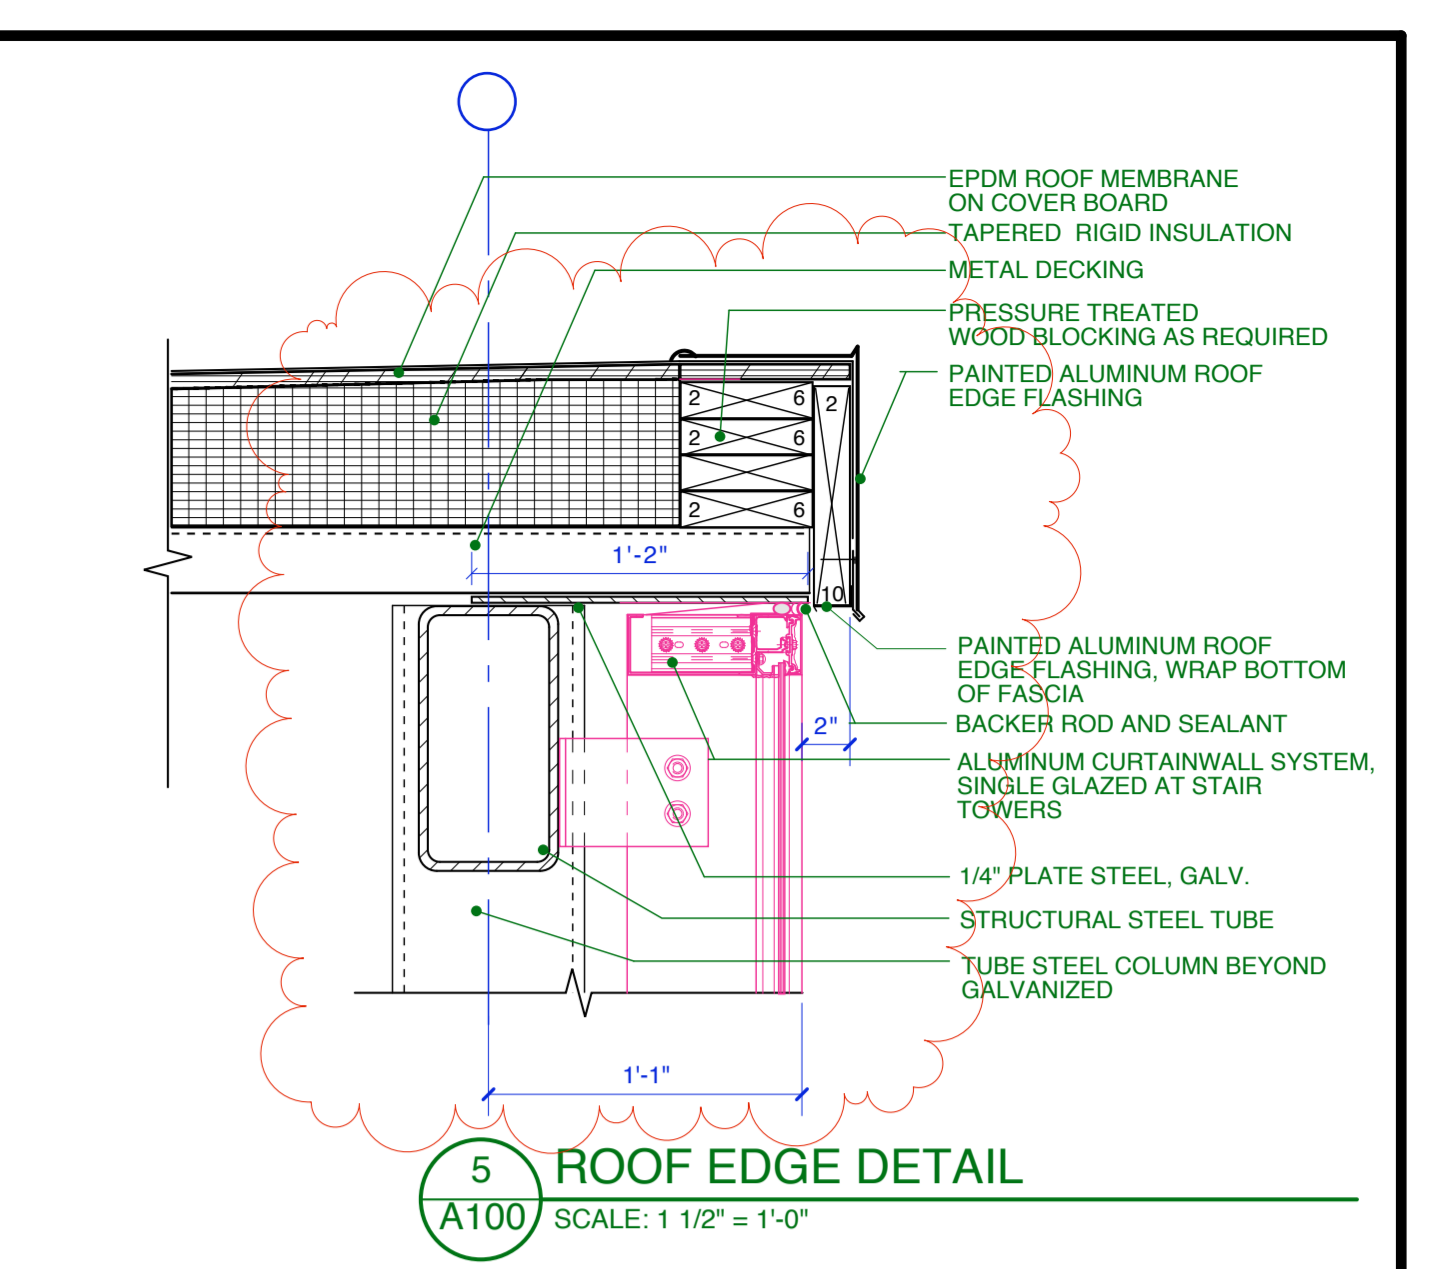 EPDM ROOF MEMBRANE
ON COVER BOARD
TAPERED RIGID INSULATION
METAL DECKING
PRESSURE TREATED
WOOD BLOCKING AS REQUIRED
PAINTED ALUMINUM ROOF
EDGE FLASHING
2 6 2
2 6
2 6
1'-2"
10
PAINTED ALUMINUM ROOF
EDGE FLASHING, WRAP BOTTOM
OF FASCIA
BACKER ROD AND SEALANT
2"
ALUMINUM CURTAINWALL SYSTEM,
SINGLE GLAZED AT STAIR
TOWERS
1/4" PLATE STEEL, GALV.
STRUCTURAL STEEL TUBE
TUBE STEEL COLUMN BEYOND
GALVANIZED
1'-1"
5
A100
ROOF EDGE DETAIL
SCALE: 1 1/2" = 1'-0"